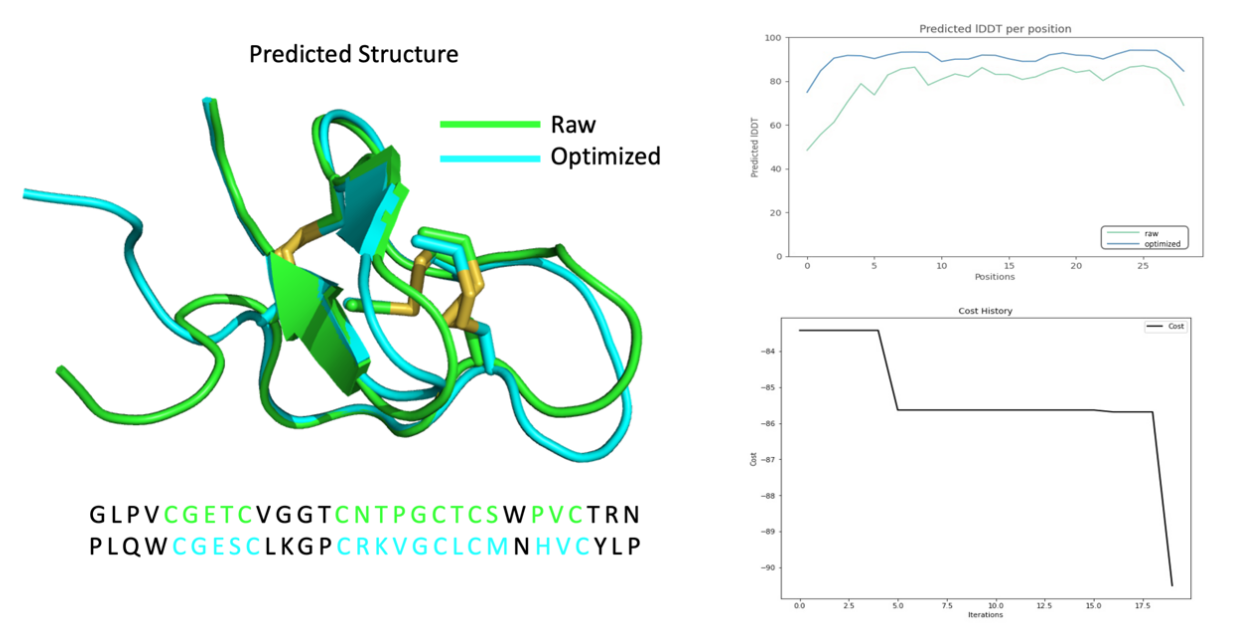 Predicted Structure
Raw
Optimized
GLPVCGETCVGGTCNTPGCTCSWPVCTRN
PLQWCGESCLKGPCRKVGCLCMNHVCYLP
Predicted lDDT per position
100
80
60
40
20
0
Predicted lDDT
0 5 10 15 20 25
Positions
raw
optimized
Cost History
Cost
−84
−85
−86
−87
−88
−89
−90
Cost
0.0 2.5 5.0 7.5 10.0 12.5 15.0 17.5
Iterations